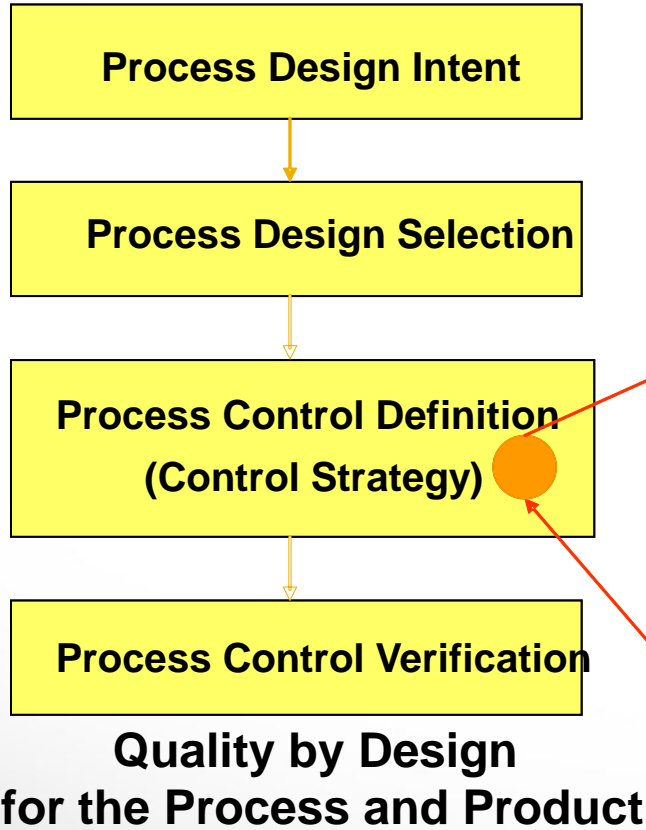 Process Design Intent
Process Design Selection
Process Control Definition
(Control Strategy)
Process Control Verification
Quality by Design
for the Process and Product